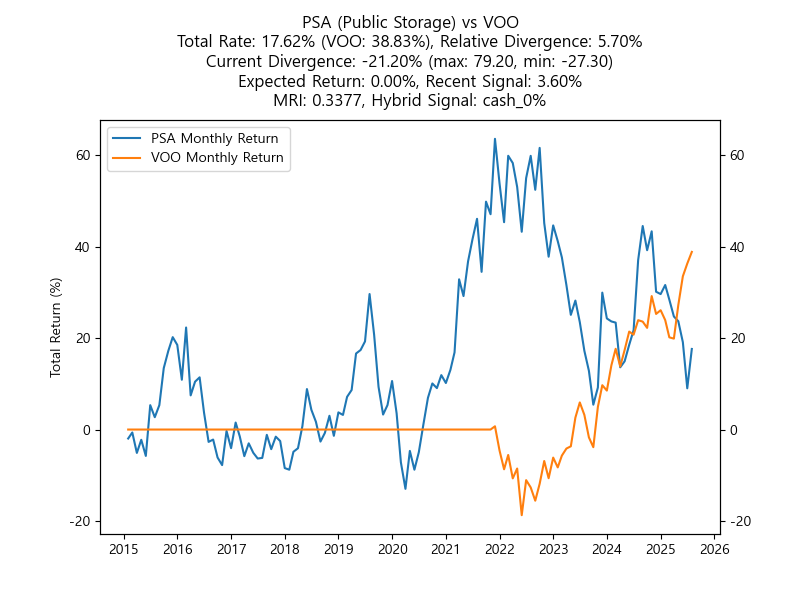 PSA (Public Storage) vs VOO
Total Rate: 17.62% (VOO: 38.83%), Relative Divergence: 5.70%
Current Divergence: -21.20% (max: 79.20, min: -27.30)
Expected Return: 0.00%, Recent Signal: 3.60%
MRI: 0.3377, Hybrid Signal: cash_0%
PSA Monthly Return
VOO Monthly Return
Total Return (%)
60
40
20
0
-20
60
40
20
0
-20
2015 2016 2017 2018 2019 2020 2021 2022 2023 2024 2025 2026